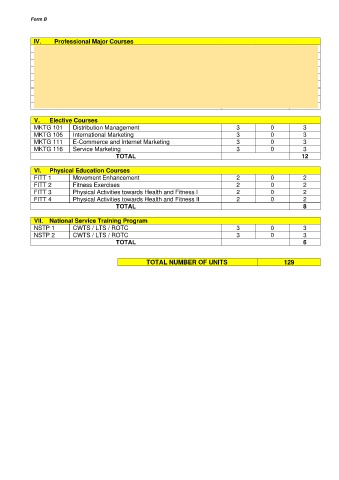 Form B
IV. Professional Major Courses
V. Elective Courses
MKTG 101 Distribution Management 3 0 3
MKTG 106 International Marketing 3 0 3
MKTG 111 E-Commerce and Internet Marketing 3 0 3
MKTG 116 Service Marketing 3 0 3
TOTAL 12
VI. Physical Education Courses
FITT 1 Movement Enhancement 2 0 2
FITT 2 Fitness Exercises 2 0 2
FITT 3 Physical Activities towards Health and Fitness I 2 0 2
FITT 4 Physical Activities towards Health and Fitness II 2 0 2
TOTAL 8
VII. National Service Training Program
NSTP 1 CWTS / LTS / ROTC 3 0 3
NSTP 2 CWTS / LTS / ROTC 3 0 3
TOTAL 6
TOTAL NUMBER OF UNITS 129